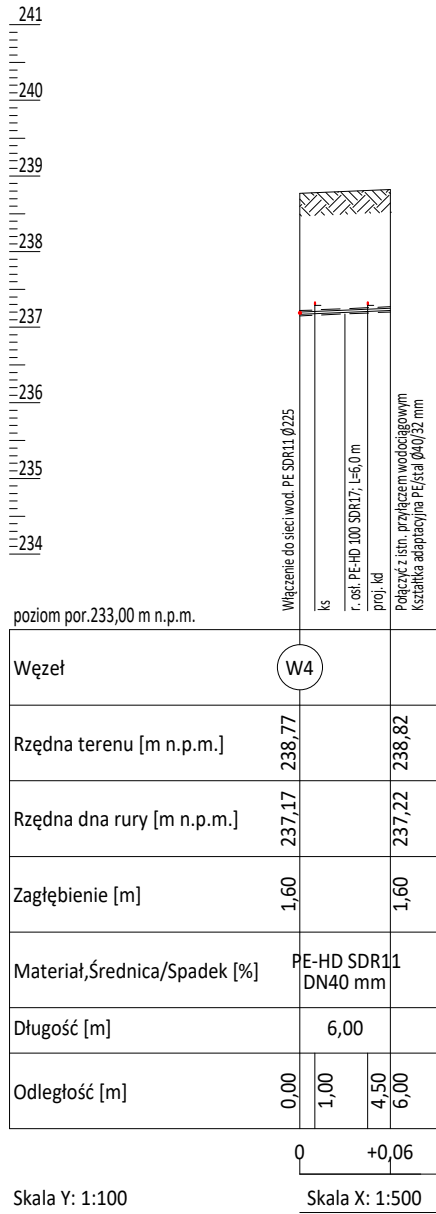 241
240
239
238
237
236
235
234
Włączenie do sieci wod. PE SDR11 Ø225
ks
r. osł. PE-HD 100 SDR17; L=6,0 m
proj. kd
Połączyć z istn. przyłączem wodociągowym
Kształtka adaptacyjna PE/stal Ø40/32 mm
poziom por.233,00 m n.p.m.
Węzeł
W4
Rzędna terenu [m n.p.m.]
238,77
238,82
Rzędna dna rury [m n.p.m.]
237,17
237,22
Zagłębienie [m]
1,60
1,60
Materiał,Średnica/Spadek [%]
PE-HD SDR11
DN40 mm
Długość [m]
6,00
Odległość [m]
0,00
1,00
4,50
6,00
0
+0,06
Skala Y: 1:100
Skala X: 1:500